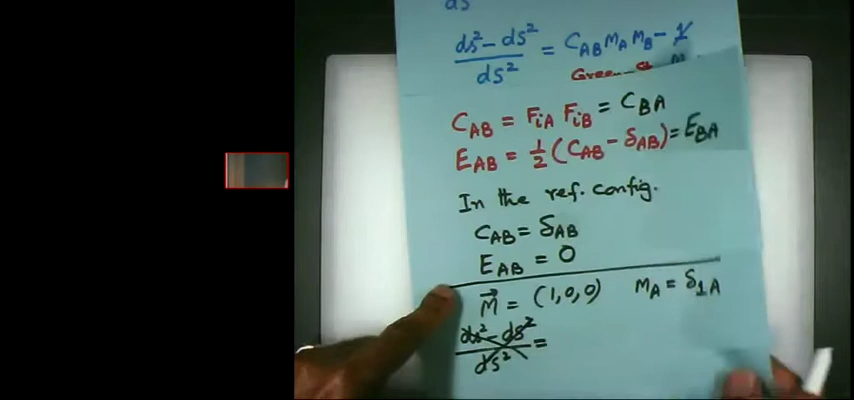 dS
ds² - dS² / dS² = C_AB M_A M_B - 1
C_AB = F_iA F_iB = C_BA
E_AB = 1/2 (C_AB - δ_AB) = E_BA
In the ref. config.
C_AB = δ_AB
E_AB = 0
M⃗ = (1,0,0) M_A = δ_1A
ds² - dS² / dS² =